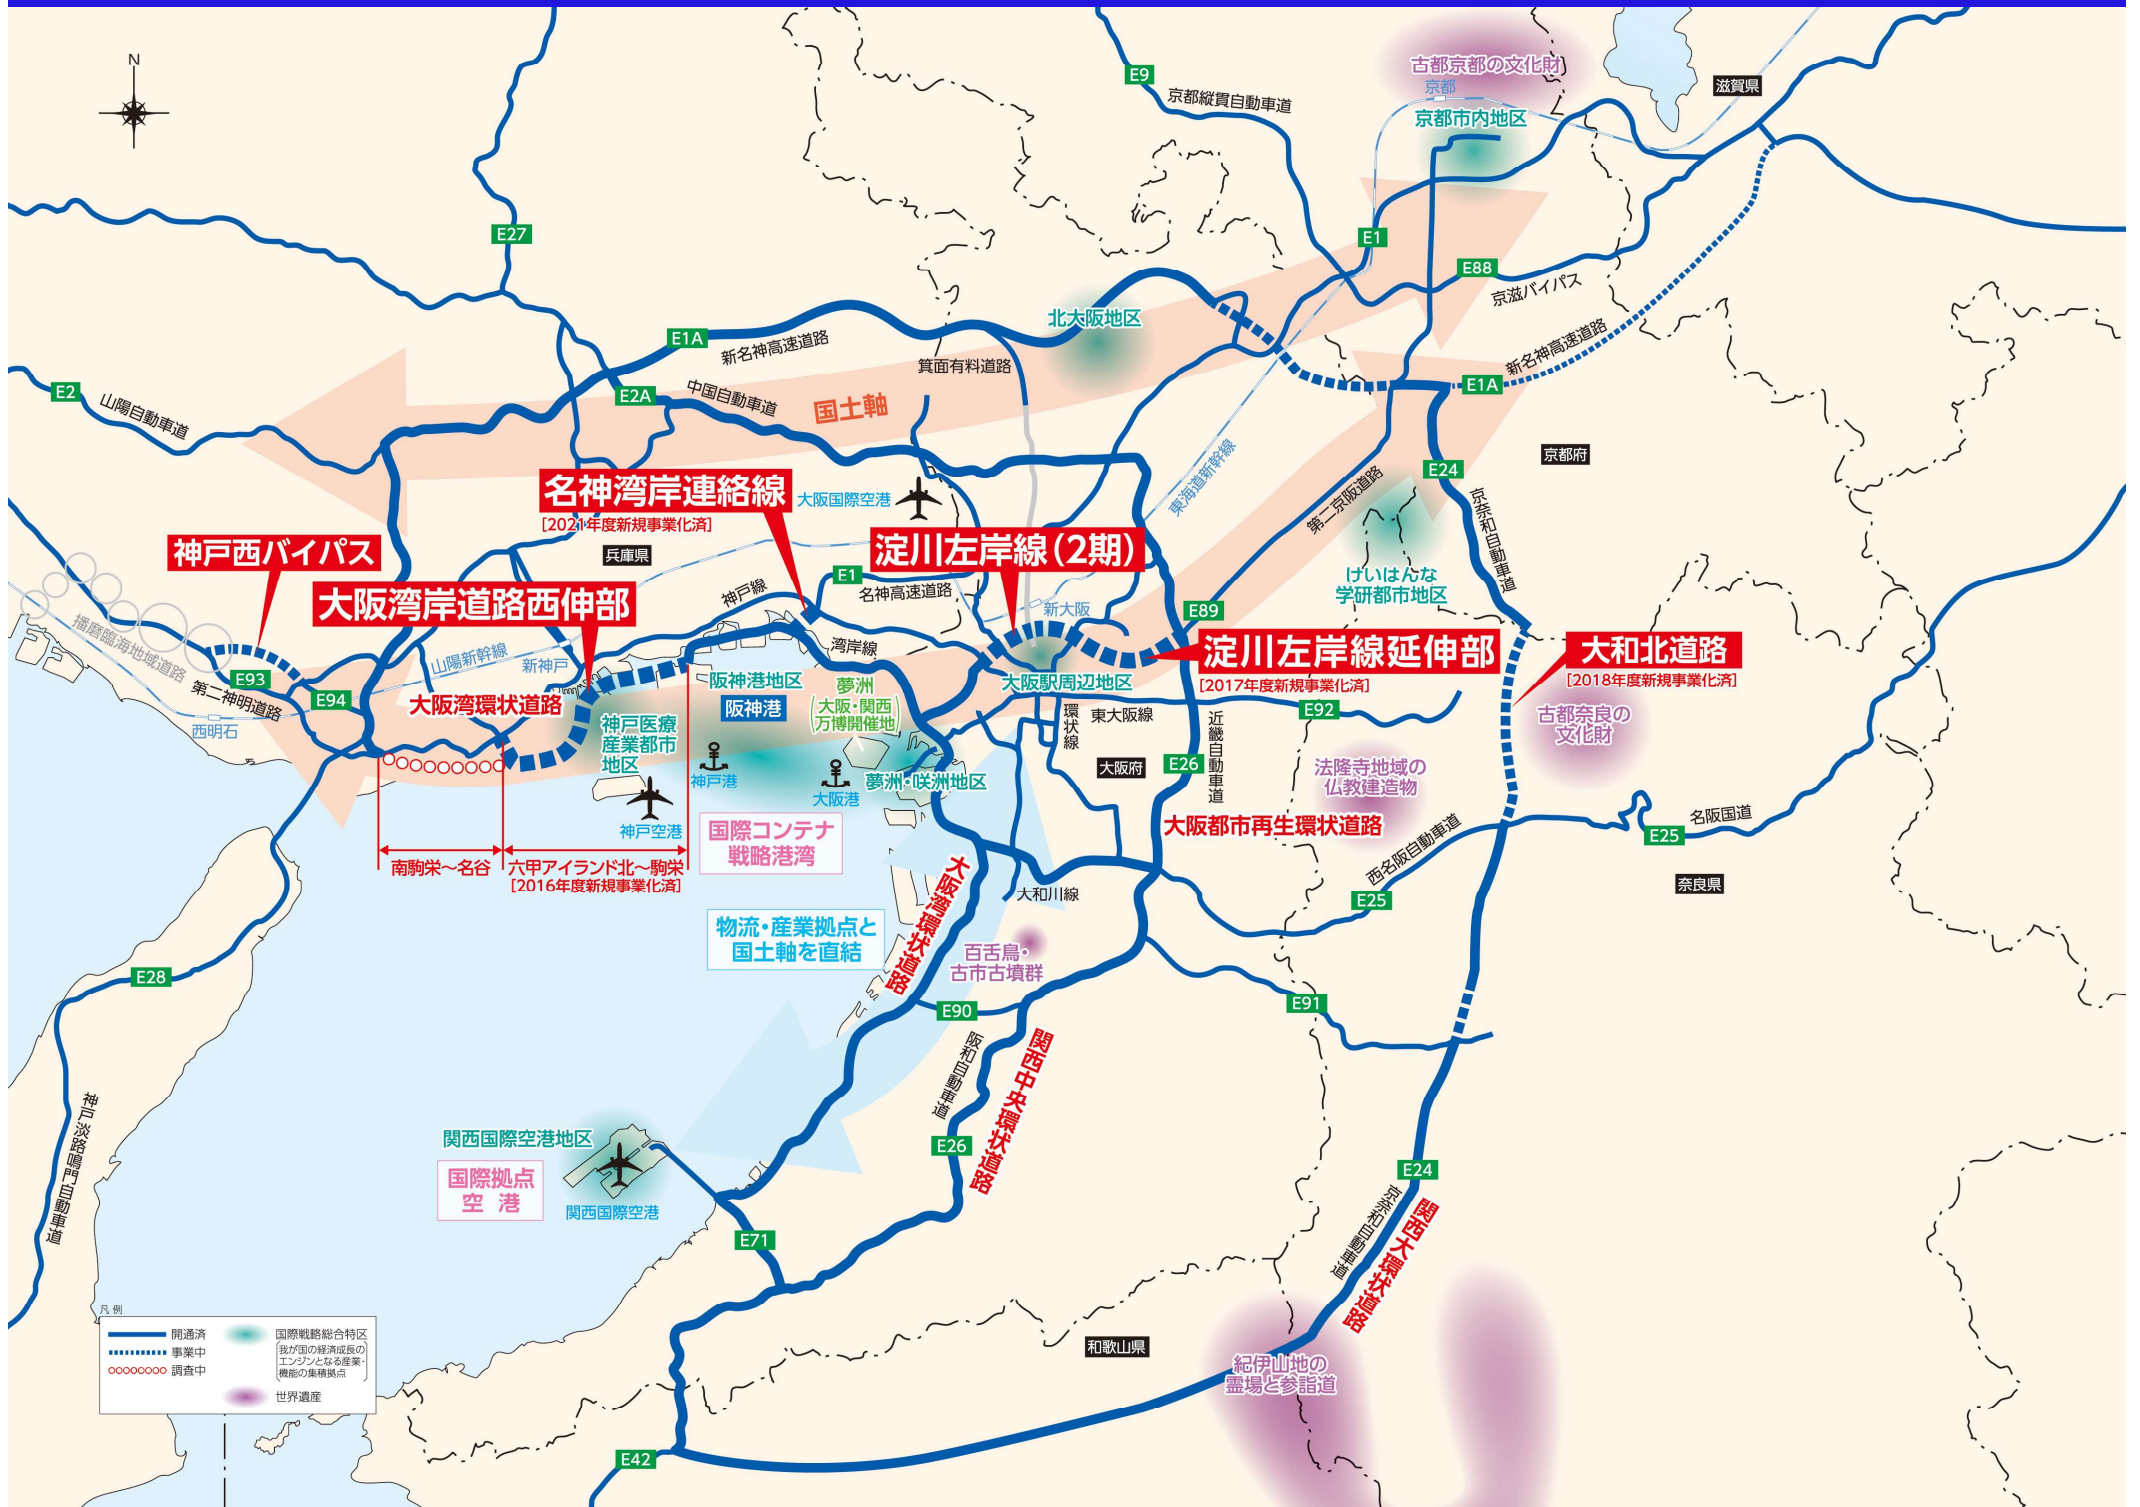 N
古都京都の文化財
京都
京都市内地区
滋賀県
E9
京都縦貫自動車道
E27
E1
E88
京滋バイパス
北大阪地区
E1A
新名神高速道路
箕面有料道路
新名神高速道路
E1A
E2
山陽自動車道
E2A
中国自動車道
国土軸
京都府
E24
京奈和自動車道
東海道新幹線
第二京阪道路
名神湾岸連絡線
[2021年度新規事業化済]
大阪国際空港
兵庫県
神戸西バイパス
淀川左岸線(2期)
けいはんな
学研都市地区
大阪湾岸道路西伸部
神戸線
E1
名神高速道路
新大阪
E89
播磨臨海地域道路
山陽新幹線
新神戸
湾岸線
淀川左岸線延伸部
[2017年度新規事業化済]
大和北道路
[2018年度新規事業化済]
E93
第二神明道路
E94
西明石
大阪湾環状道路
阪神港地区
阪神港
夢洲
(大阪・関西
万博開催地)
大阪駅周辺地区
環状線
東大阪線
E92
近畿自動車道
古都奈良の
文化財
神戸医療
産業都市
地区
神戸港
大阪港
夢洲・咲洲地区
大阪府
E26
法隆寺地域の
仏教建造物
神戸空港
国際コンテナ
戦略港湾
大阪都市再生環状道路
西名阪自動車道
名阪国道
E25
南駒栄〜名谷
六甲アイランド北〜駒栄
[2016年度新規事業化済]
大阪湾環状道路
大和川線
E25
奈良県
物流・産業拠点と
国土軸を直結
百舌鳥・
古市古墳群
E28
E90
E91
阪和自動車道
関西中央環状道路
神戸淡路鳴門自動車道
関西国際空港地区
国際拠点
空 港
関西国際空港
E26
E24
京奈和自動車道
関西大環状道路
E71
凡 例
開通済
事業中
調査中
国際戦略総合特区
我が国の経済成長の
エンジンとなる産業・
機能の集積拠点
世界遺産
和歌山県
紀伊山地の
霊場と参詣道
E42